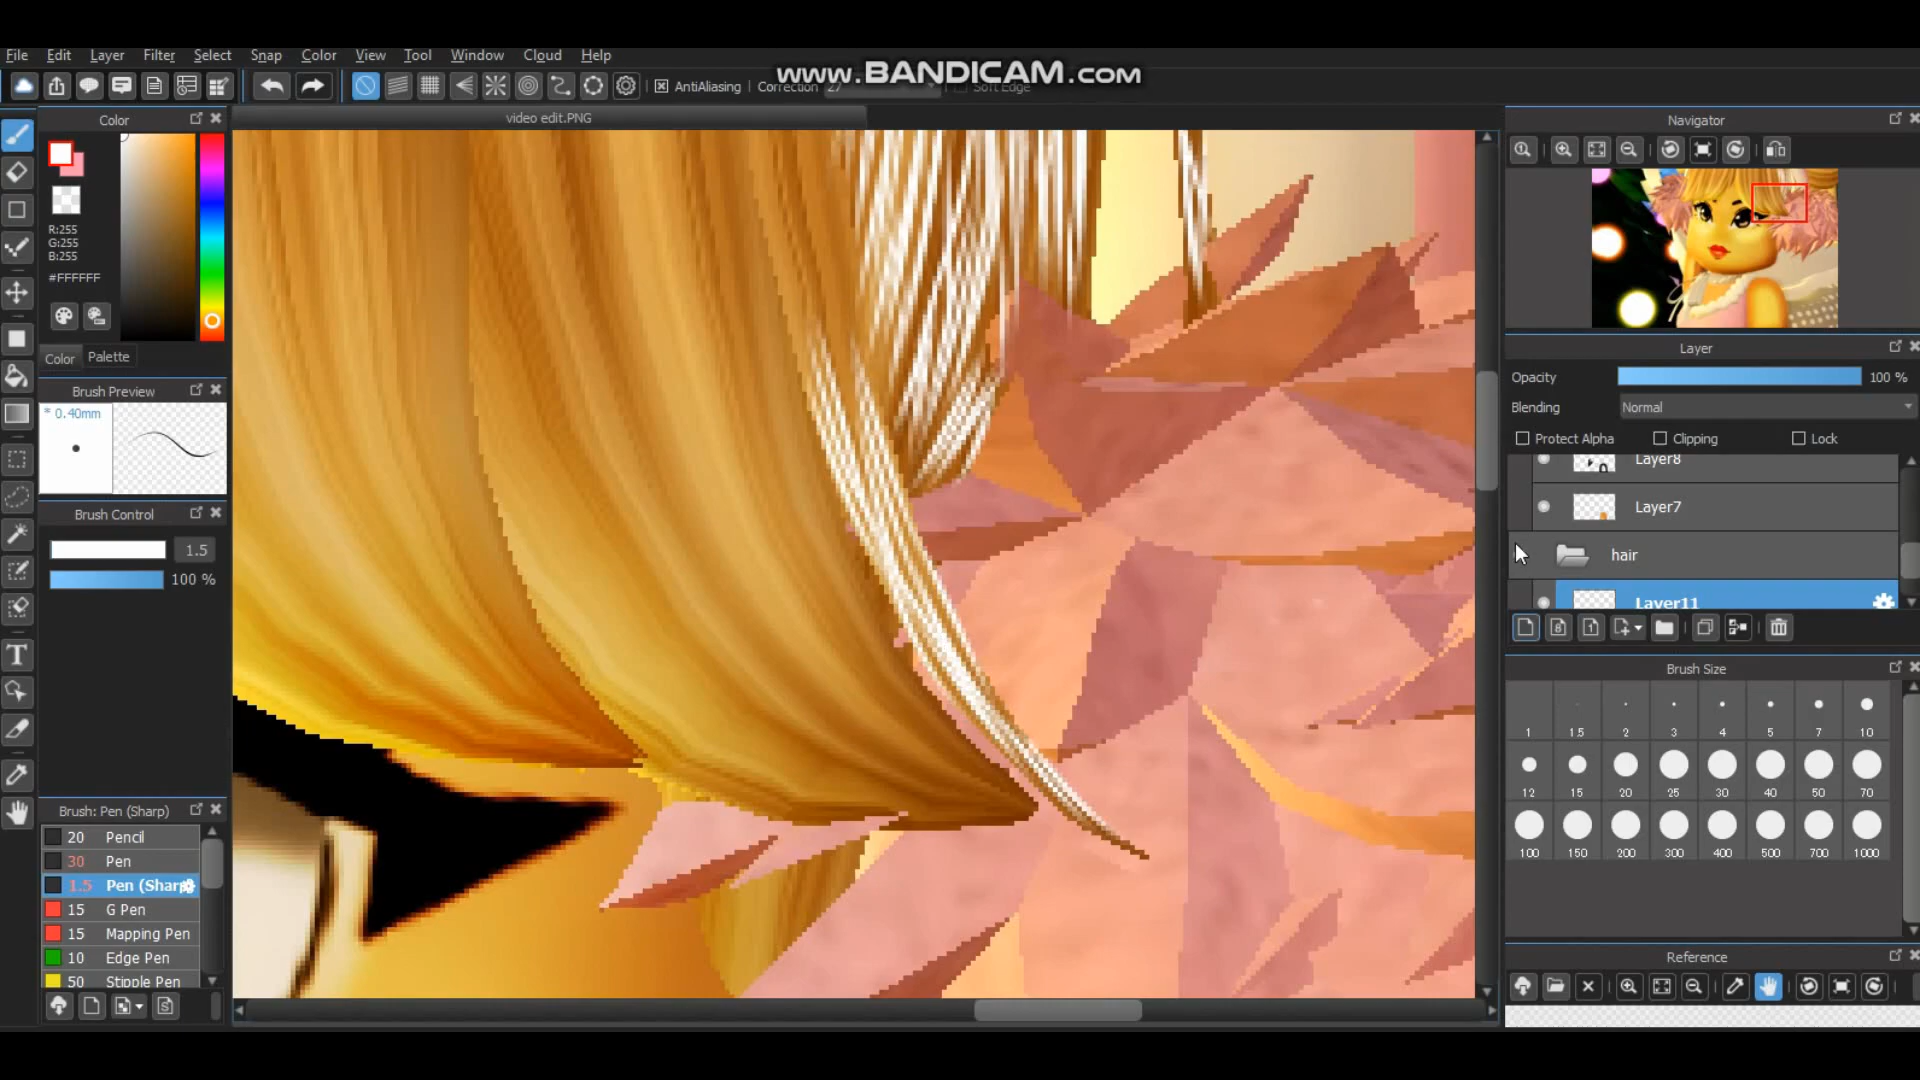 File Edit Layer Filter Select Snap Color View Tool Window Cloud Help
www.BANDICAM.com
AntiAliasing Correction 27 Soft Edge
Color
video edit.PNG
Navigator
R:255
G:255
B:255
#FFFFFF
Color Palette
Layer
Opacity 100 %
Blending Normal
Protect Alpha Clipping Lock
Layer8
Layer7
hair
Layer11
Brush Preview
* 0.40mm
Brush Control
1.5
100 %
Brush Size
1 1.5 2 3 4 5 7 10
12 15 20 25 30 40 50 70
100 150 200 300 400 500 700 1000
Brush: Pen (Sharp)
20 Pencil
30 Pen
1.5 Pen (Sharp
15 G Pen
15 Mapping Pen
10 Edge Pen
50 Stipple Pen
Reference